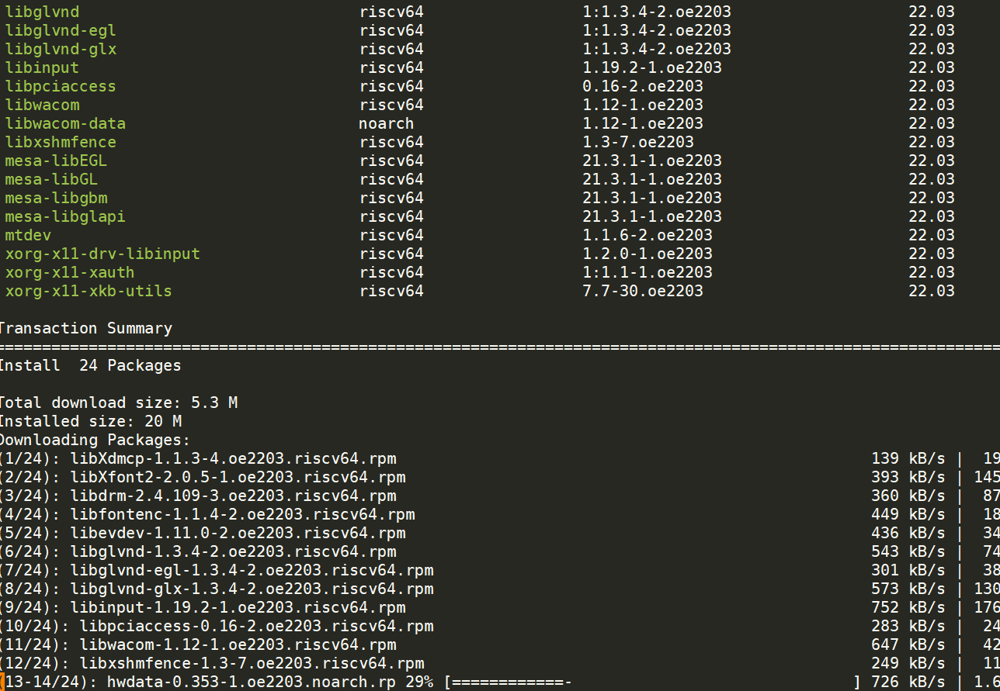 libglvnd riscv64 1:1.3.4-2.oe2203 22.03
libglvnd-egl riscv64 1:1.3.4-2.oe2203 22.03
libglvnd-glx riscv64 1:1.3.4-2.oe2203 22.03
libinput riscv64 1.19.2-1.oe2203 22.03
libpciaccess riscv64 0.16-2.oe2203 22.03
libwacom riscv64 1.12-1.oe2203 22.03
libwacom-data noarch 1.12-1.oe2203 22.03
libxshmfence riscv64 1.3-7.oe2203 22.03
mesa-libEGL riscv64 21.3.1-1.oe2203 22.03
mesa-libGL riscv64 21.3.1-1.oe2203 22.03
mesa-libgbm riscv64 21.3.1-1.oe2203 22.03
mesa-libglapi riscv64 21.3.1-1.oe2203 22.03
mtdev riscv64 1.1.6-2.oe2203 22.03
xorg-x11-drv-libinput riscv64 1.2.0-1.oe2203 22.03
xorg-x11-xauth riscv64 1:1.1-1.oe2203 22.03
xorg-x11-xkb-utils riscv64 7.7-30.oe2203 22.03
Transaction Summary
================================================================================
Install  24 Packages
Total download size: 5.3 M
Installed size: 20 M
Downloading Packages:
(1/24): libXdmcp-1.1.3-4.oe2203.riscv64.rpm 139 kB/s | 19
(2/24): libXfont2-2.0.5-1.oe2203.riscv64.rpm 393 kB/s | 145
(3/24): libdrm-2.4.109-3.oe2203.riscv64.rpm 360 kB/s | 87
(4/24): libfontenc-1.1.4-2.oe2203.riscv64.rpm 449 kB/s | 18
(5/24): libevdev-1.11.0-2.oe2203.riscv64.rpm 436 kB/s | 34
(6/24): libglvnd-1.3.4-2.oe2203.riscv64.rpm 543 kB/s | 74
(7/24): libglvnd-egl-1.3.4-2.oe2203.riscv64.rpm 301 kB/s | 38
(8/24): libglvnd-glx-1.3.4-2.oe2203.riscv64.rpm 573 kB/s | 130
(9/24): libinput-1.19.2-1.oe2203.riscv64.rpm 752 kB/s | 176
(10/24): libpciaccess-0.16-2.oe2203.riscv64.rpm 283 kB/s | 24
(11/24): libwacom-1.12-1.oe2203.riscv64.rpm 647 kB/s | 42
(12/24): libxshmfence-1.3-7.oe2203.riscv64.rpm 249 kB/s | 11
(13-14/24): hwdata-0.353-1.oe2203.noarch.rp 29% [============- ] 726 kB/s | 1.6